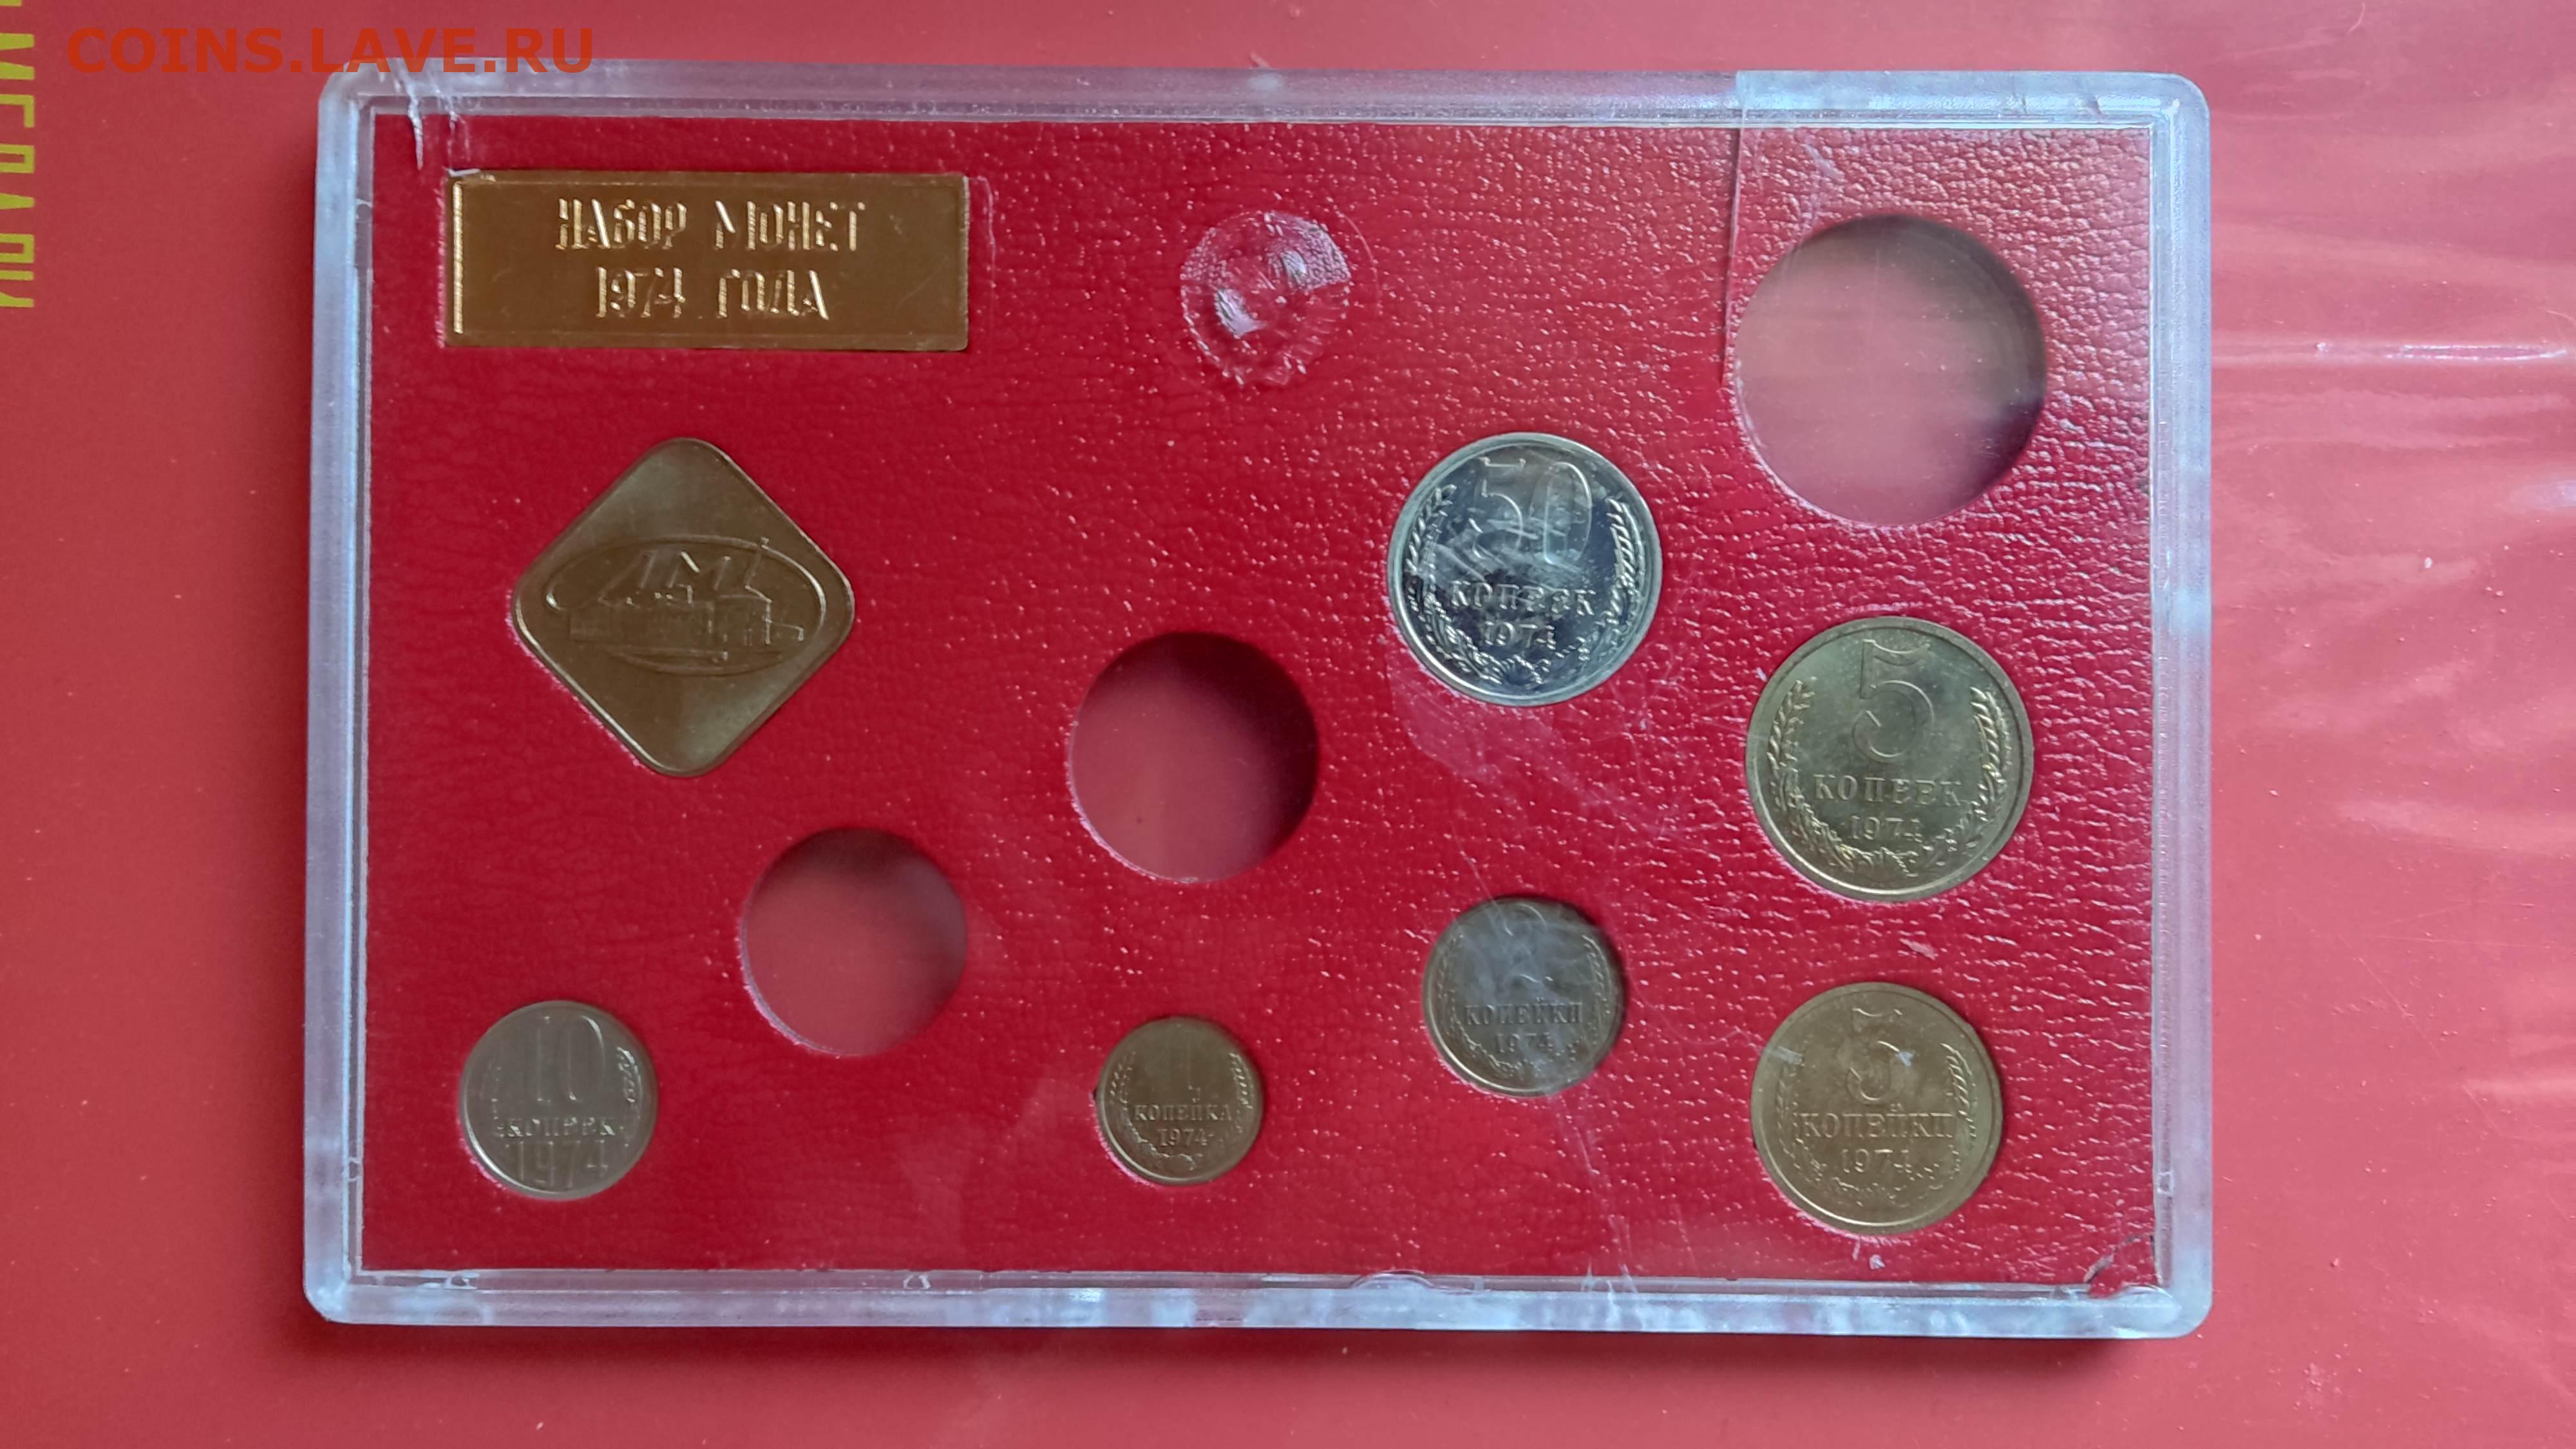 COINS.LAVE.RU
НАБОР МОНЕТ
1974 ГОДА
ЛМД
50
КОПЕЕК
1974
5
КОПЕЕК
1974
2
КОПЕЙКИ
1974
10
КОПЕЕК
1974
1
КОПЕЙКА
1974
3
КОПЕЙКИ
1974